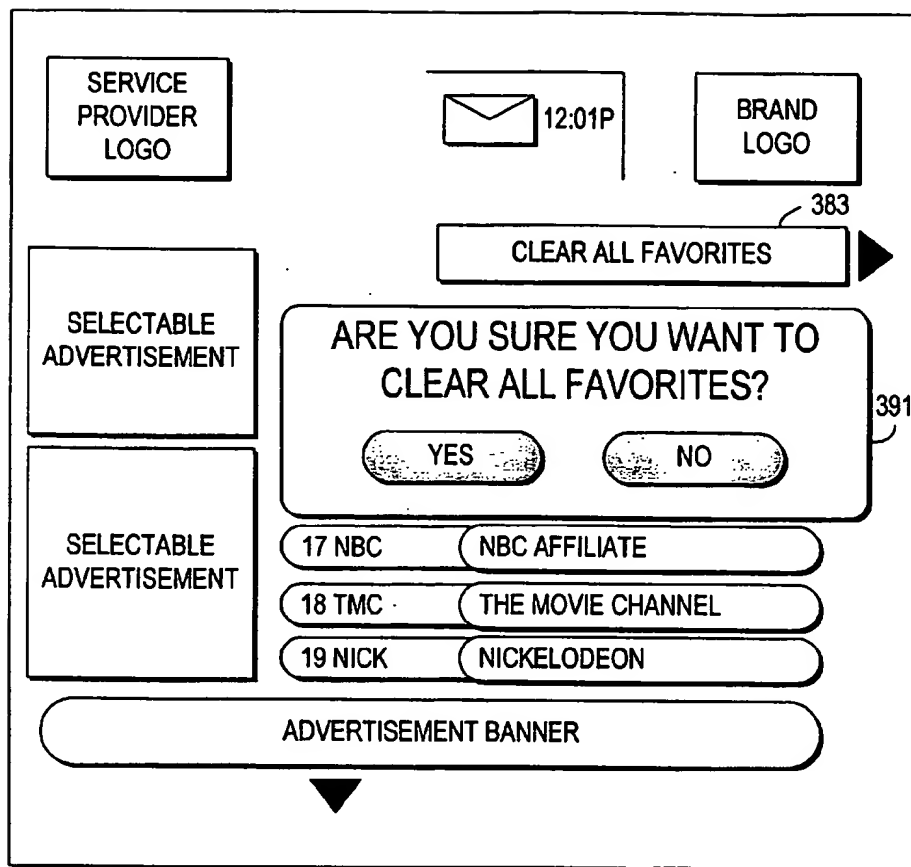 SERVICE
PROVIDER
LOGO
12:01P
BRAND
LOGO
383
CLEAR ALL FAVORITES
SELECTABLE
ADVERTISEMENT
ARE YOU SURE YOU WANT TO
CLEAR ALL FAVORITES?
391
YES
NO
SELECTABLE
ADVERTISEMENT
17 NBC
NBC AFFILIATE
18 TMC
THE MOVIE CHANNEL
19 NICK
NICKELODEON
ADVERTISEMENT BANNER